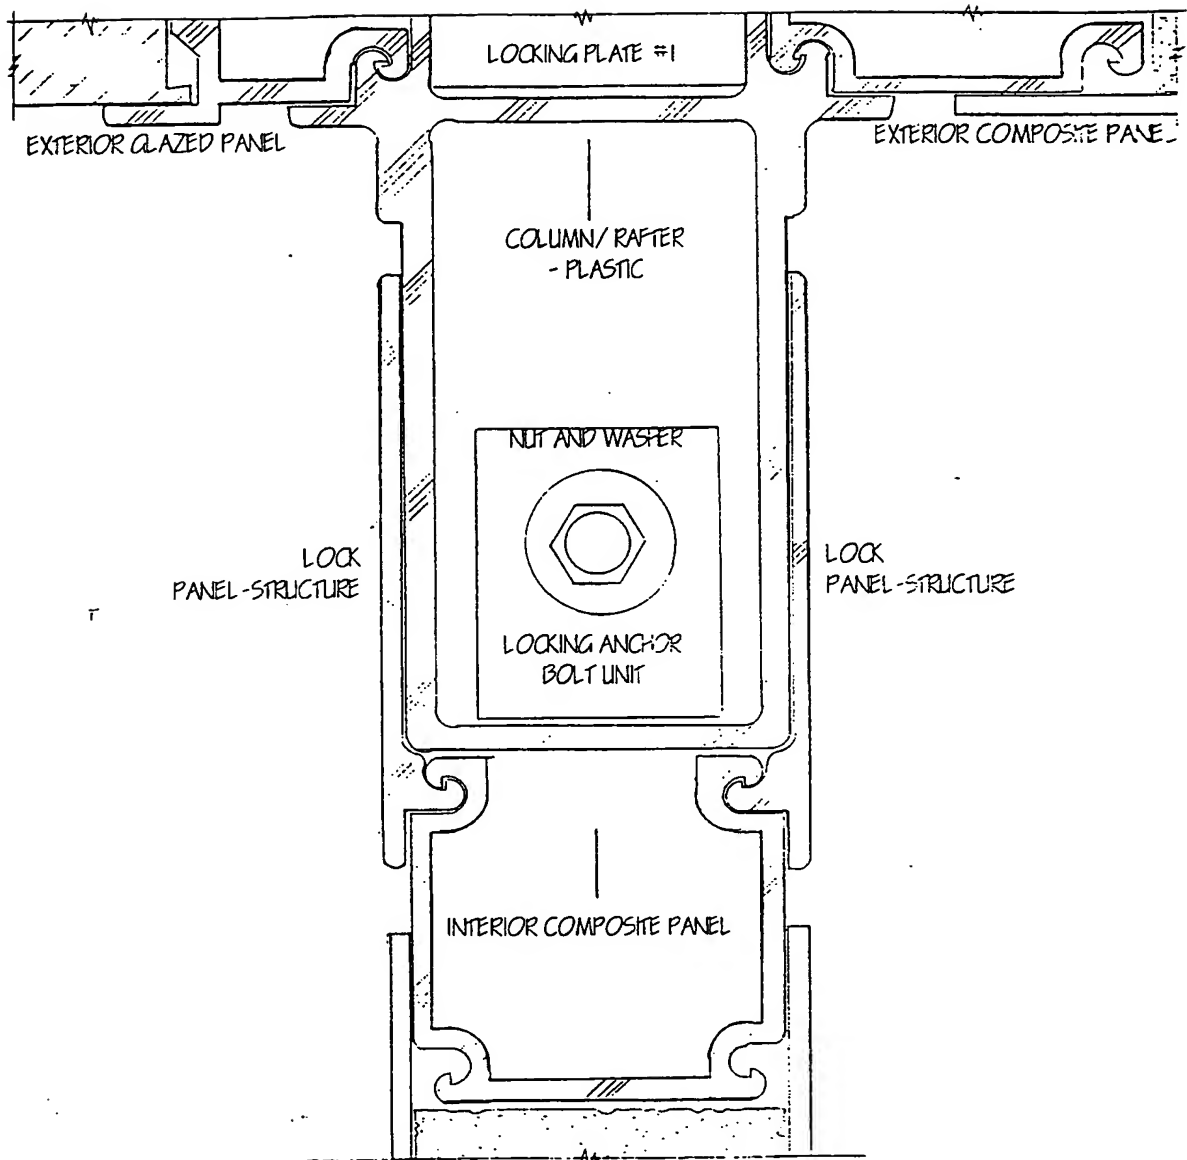 LOCKING PLATE #1
EXTERIOR GLAZED PANEL
EXTERIOR COMPOSITE PANEL
COLUMN/ RAFTER
- PLASTIC
NUT AND WASHER
LOCK
PANEL-STRUCTURE
LOCK
PANEL-STRUCTURE
LOCKING ANCHOR
BOLT UNIT
INTERIOR COMPOSITE PANEL